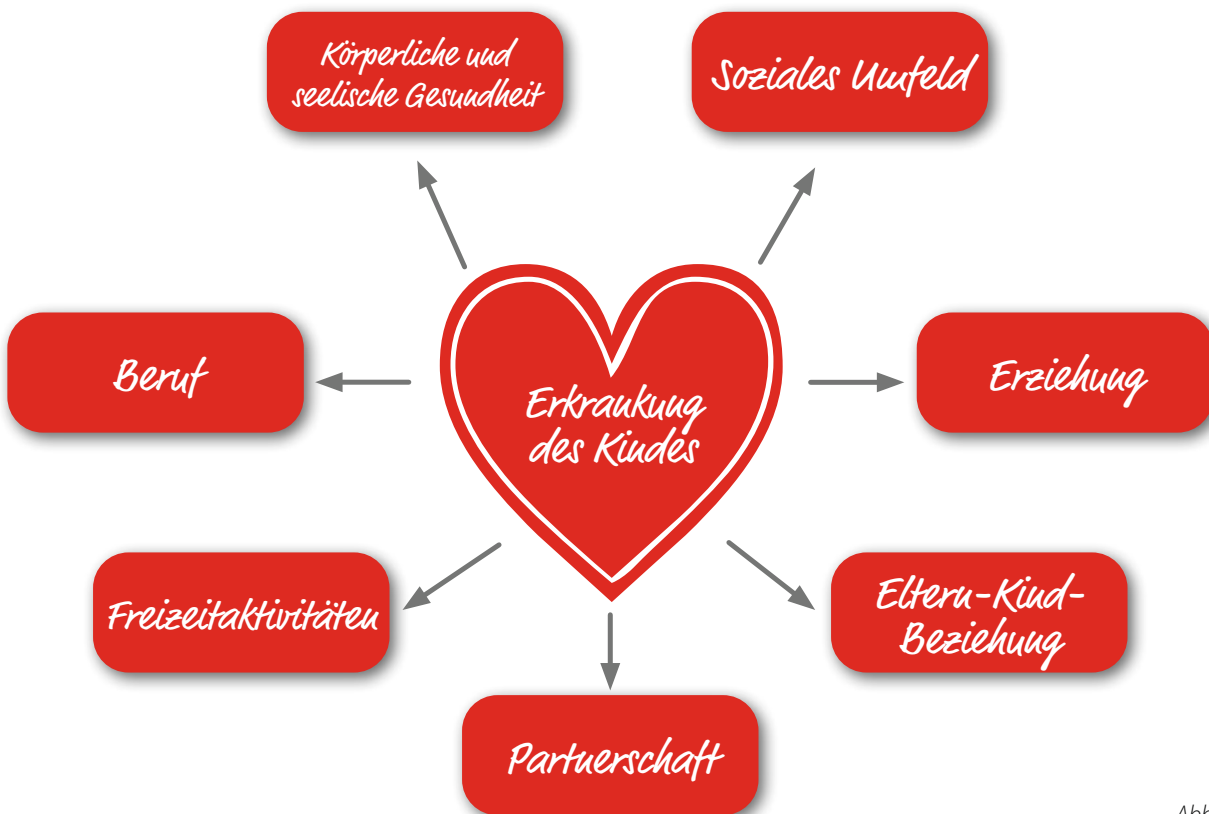 Körperliche und
seelische Gesundheit
Soziales Umfeld
Beruf
Erkrankung
des Kindes
Erziehung
Freizeitaktivitäten
Eltern-Kind-
Beziehung
Partnerschaft